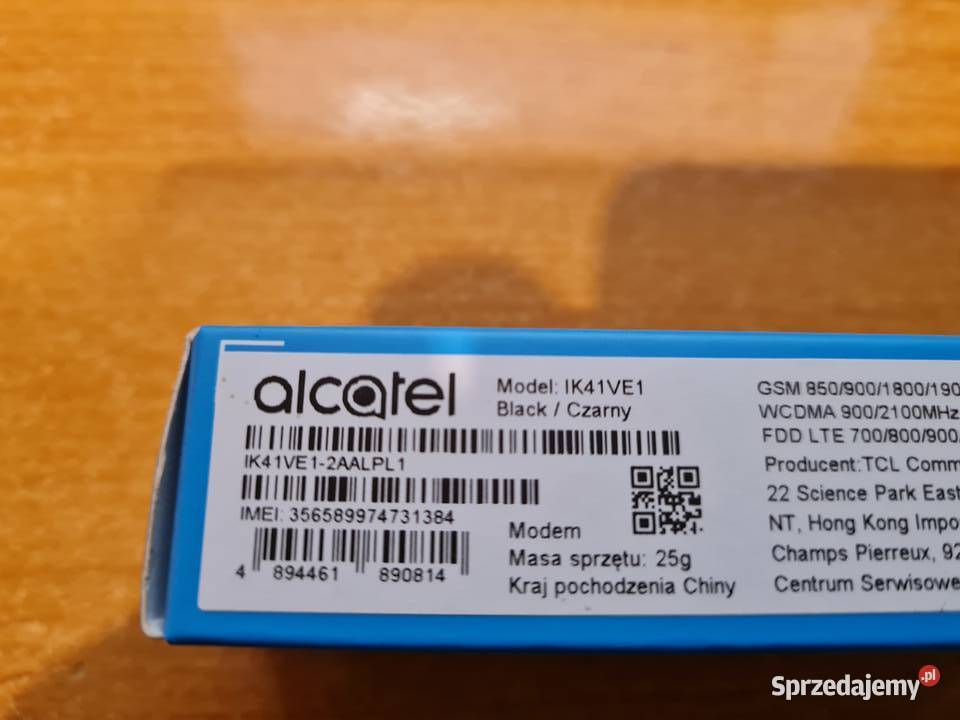 alcatel
Model: IK41VE1
Black / Czarny
IK41VE1-2AALPL1
IMEI: 356589974731384
4 894461 890814
Modem
Masa sprzętu: 25g
Kraj pochodzenia Chiny
GSM 850/900/1800/190
WCDMA 900/2100MHz
FDD LTE 700/800/900/
Producent:TCL Comm
22 Science Park East
NT, Hong Kong Impo
Champs Pierreux, 92
Centrum Serwisowe
Sprzedajemy.pl